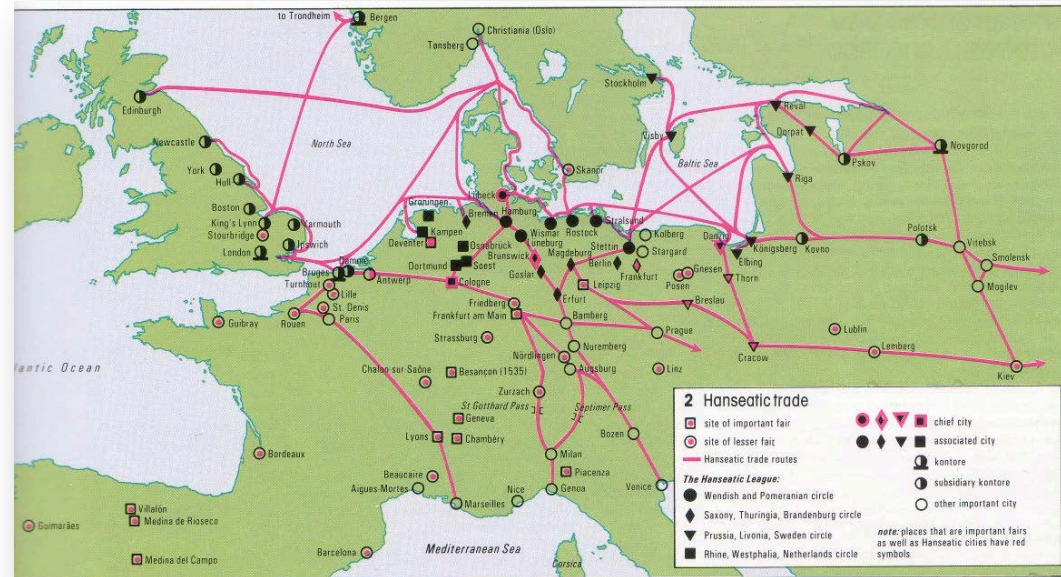 to Trondheim
Bergen
Christiania (Oslo)
Tønsberg
Stockholm
Edinburgh
Reval
Dorpat
Visby
Newcastle
North Sea
Novgorod
Pskov
York
Baltic Sea
Skanör
Hull
Riga
Lübeck
Groningen
Boston
Bremen
Hamburg
Stralsund
King's Lynn
Yarmouth
Kampen
Wismar
Rostock
Kolberg
Danzig
Königsberg
Kovno
Polotsk
Stourbridge
Deventer
Osnabrück
Lüneburg
Stettin
Stargard
Vitebsk
London
Ipswich
Brunswick
Magdeburg
Berlin
Elbing
Damme
Dortmund
Soest
Goslar
Frankfurt
Gnesen
Thorn
Smolensk
Bruges
Antwerp
Cologne
Leipzig
Posen
Mogilev
Turnhout
Lille
Erfurt
Breslau
St. Denis
Friedberg
Rouen
Paris
Frankfurt am Main
Bamberg
Prague
Lublin
Guibray
Strassburg
Nuremberg
Cracow
Lemberg
Nördlingen
Kiev
lantic Ocean
Chalon sur Saône
Besançon (1535)
Augsburg
Linz
Zurzach
St Gotthard Pass
Septimer Pass
Geneva
Lyons
Chambéry
Bozen
Milan
Bordeaux
Piacenza
Beaucaire
Aigues-Mortes
Nice
Genoa
Venice
Marseilles
Villalón
Guimarães
Medina de Rioseco
Medina del Campo
Barcelona
Mediterranean Sea
Corsica
2 Hanseatic trade
site of important fair
site of lesser fair
Hanseatic trade routes
The Hanseatic League:
Wendish and Pomeranian circle
Saxony, Thuringia, Brandenburg circle
Prussia, Livonia, Sweden circle
Rhine, Westphalia, Netherlands circle
chief city
associated city
kontore
subsidiary kontore
other important city
note: places that are important fairs
as well as Hanseatic cities have red
symbols